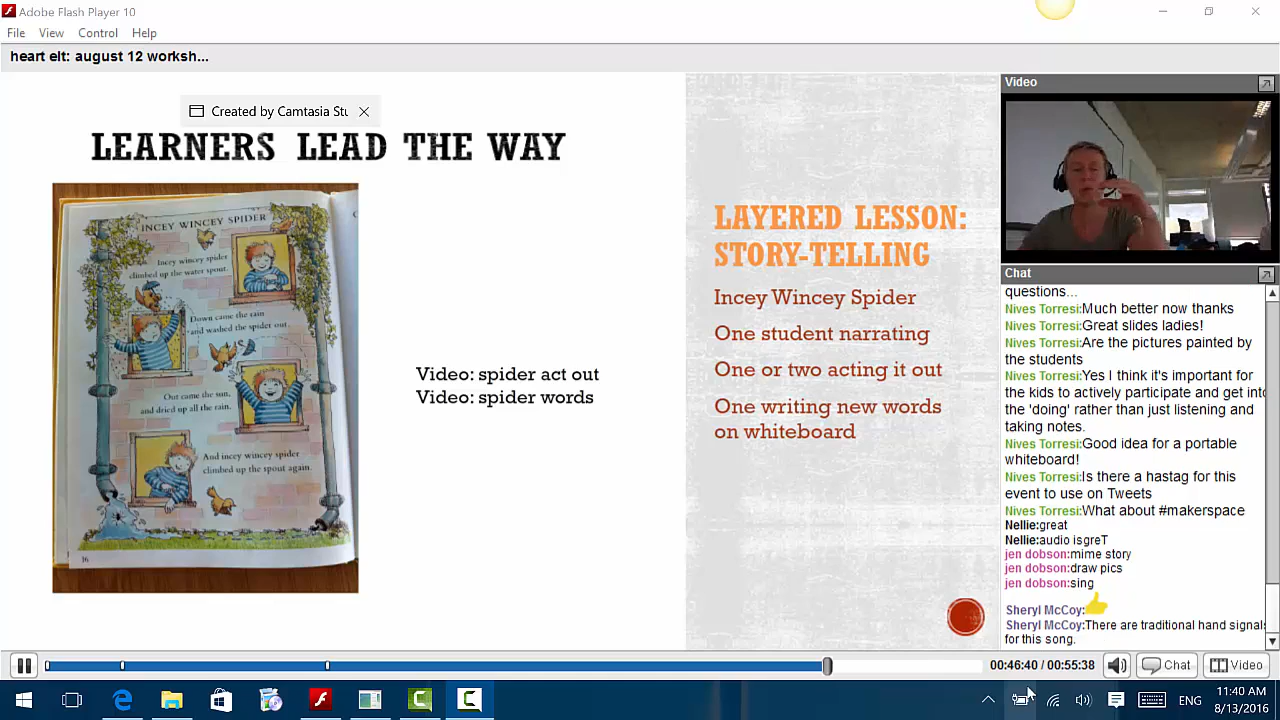 Adobe Flash Player 10
File View Control Help
heart elt: august 12 worksh...
Created by Camtasia Stu
LEARNERS LEAD THE WAY
INCEY WINCEY SPIDER
Incey wincey spider
climbed up the water spout.
Down came the rain
and washed the spider out.
Out came the sun,
and dried up all the rain.
And incey wincey spider
climbed up the spout again.
16
Video: spider act out
Video: spider words
LAYERED LESSON:
STORY-TELLING
Incey Wincey Spider
One student narrating
One or two acting it out
One writing new words
on whiteboard
Video
Chat
questions...
Nives Torresi:Much better now thanks
Nives Torresi:Great slides ladies!
Nives Torresi:Are the pictures painted by
the students
Nives Torresi:Yes I think it's important for
the kids to actively participate and get into
the 'doing' rather than just listening and
taking notes.
Nives Torresi:Good idea for a portable
whiteboard!
Nives Torresi:Is there a hastag for this
event to use on Tweets
Nives Torresi:What about #makerspace
Nellie:great
Nellie:audio isgreT
jen dobson:mime story
jen dobson:draw pics
jen dobson:sing
Sheryl McCoy:
Sheryl McCoy:There are traditional hand signals
for this song.
00:46:40 / 00:55:38
Chat
Video
ENG
11:40 AM
8/13/2016